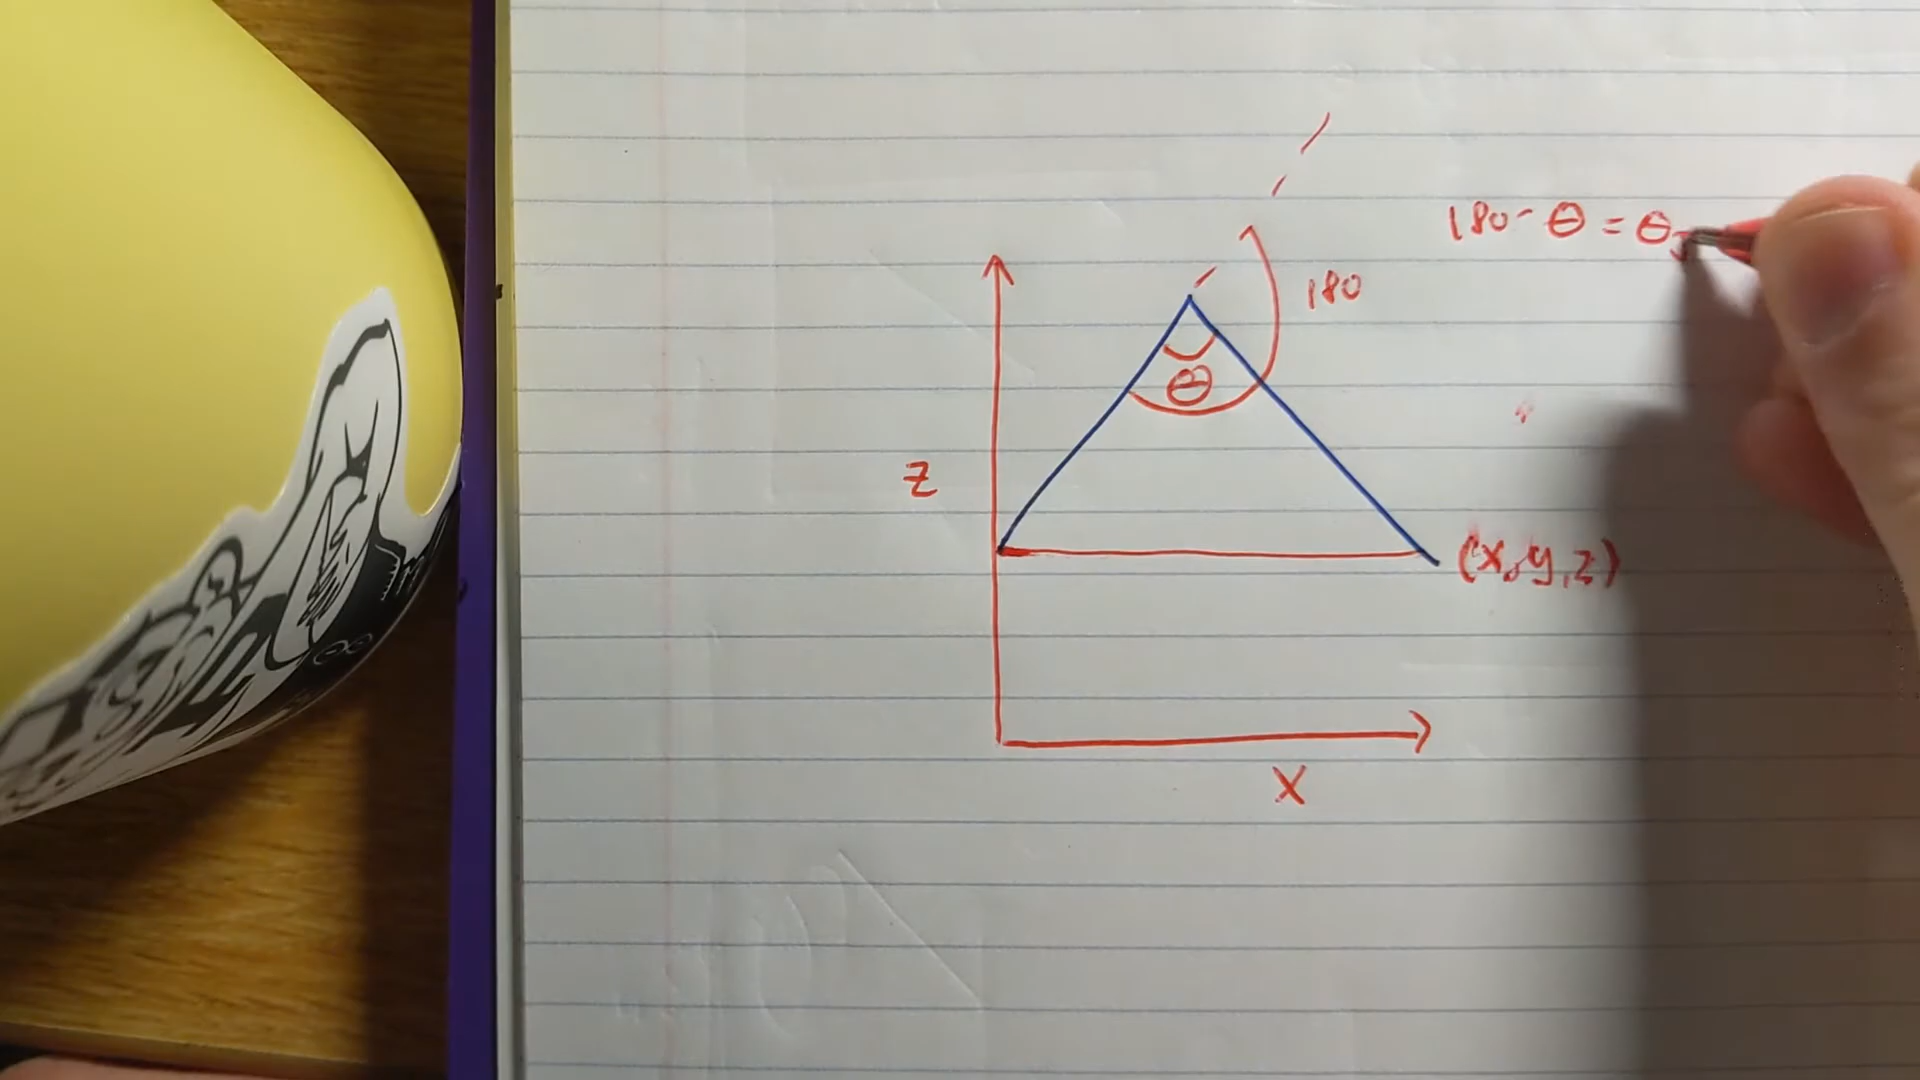 180 - θ = θ
180
θ
z
(x, y, z)
x